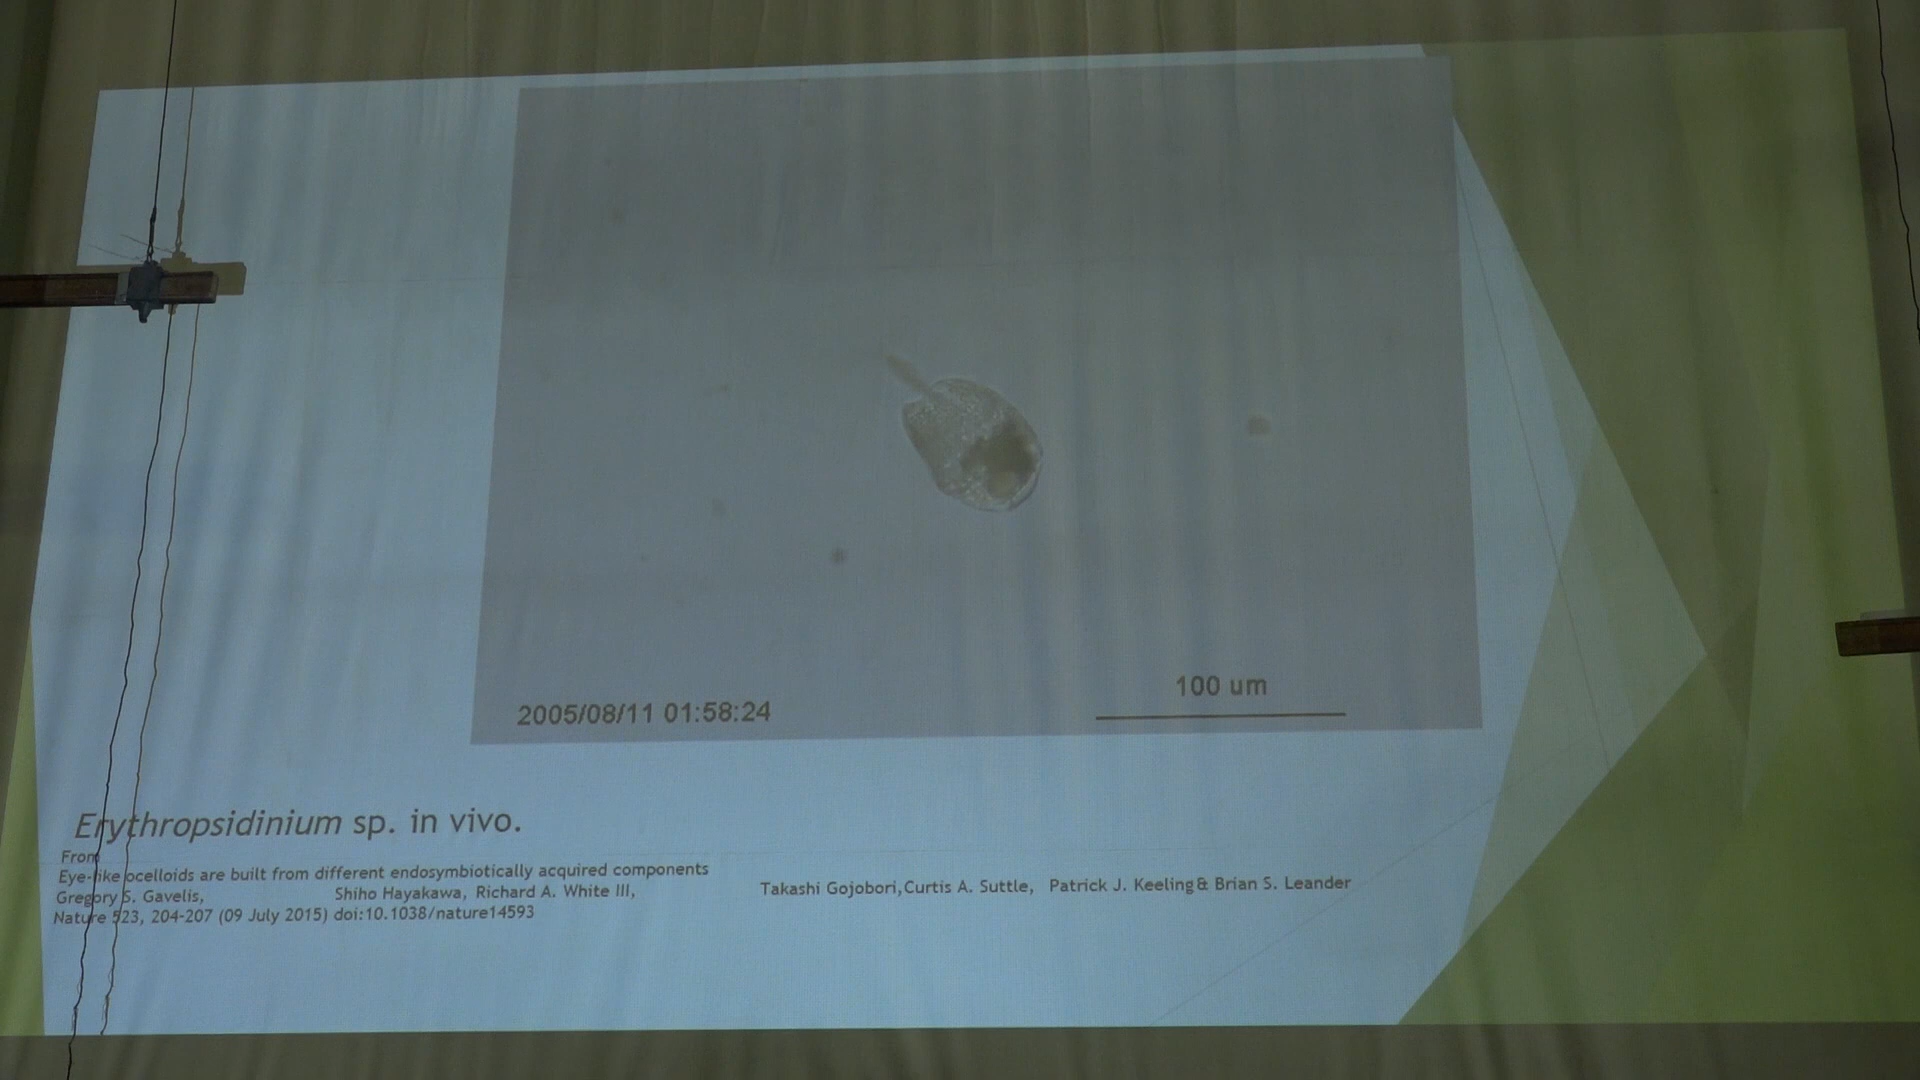 100 um
2005/08/11 01:58:24
Erythropsidinium sp. in vivo.
From
Eye-like ocelloids are built from different endosymbiotically acquired components
Gregory S. Gavelis, Shiho Hayakawa, Richard A. White III, Takashi Gojobori, Curtis A. Suttle, Patrick J. Keeling & Brian S. Leander
Nature 523, 204-207 (09 July 2015) doi:10.1038/nature14593